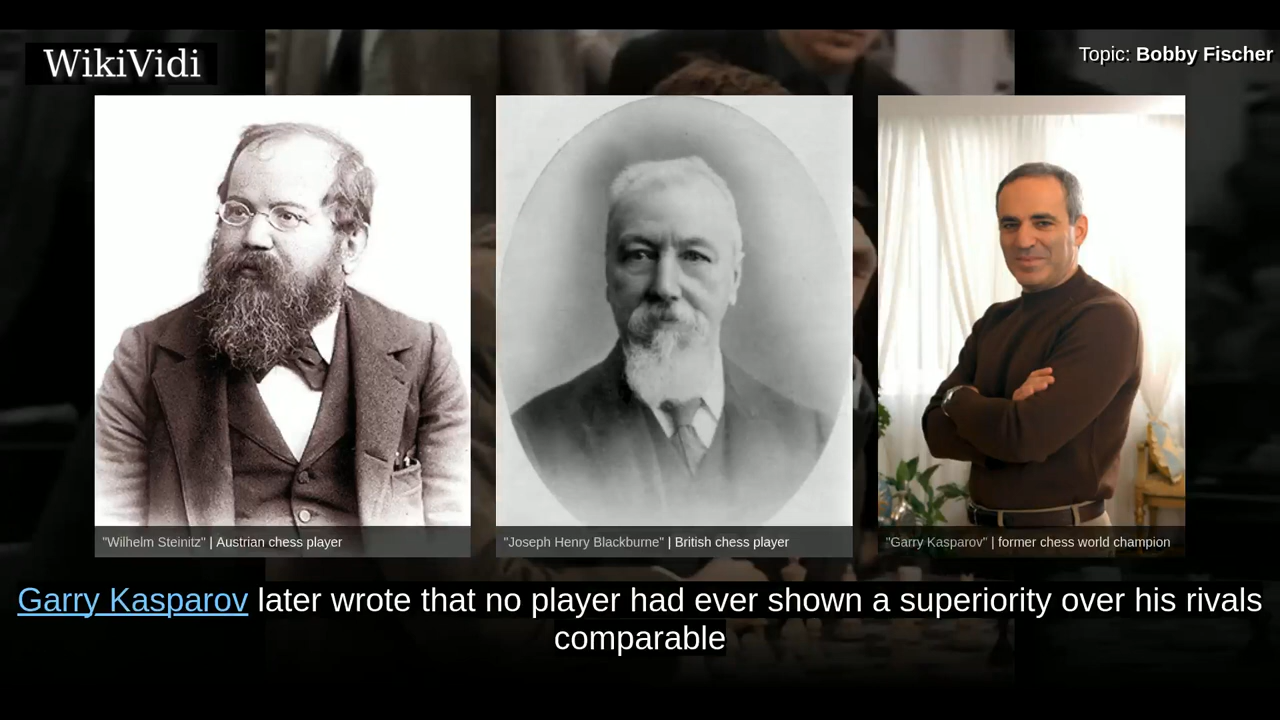 WikiVidi
Topic: Bobby Fischer
"Wilhelm Steinitz" | Austrian chess player
"Joseph Henry Blackburne" | British chess player
"Garry Kasparov" | former chess world champion
Garry Kasparov later wrote that no player had ever shown a superiority over his rivals
comparable